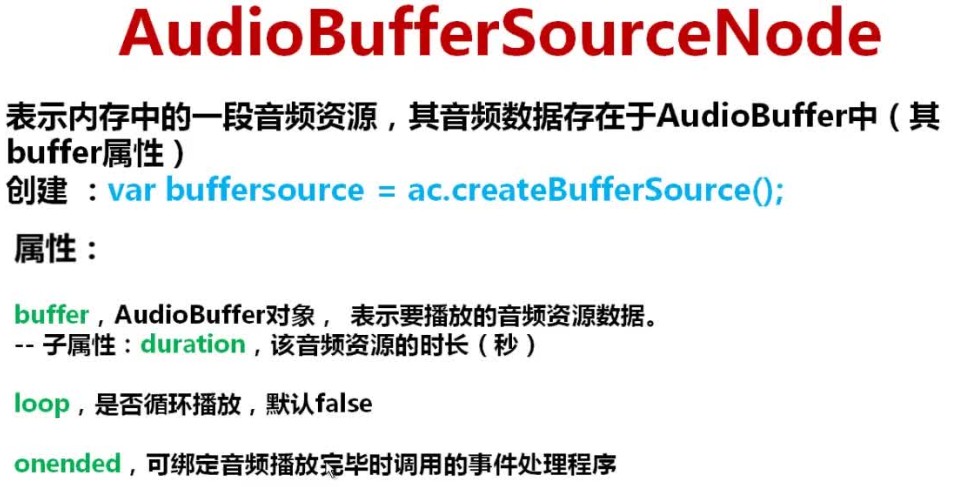 AudioBufferSourceNode
表示内存中的一段音频资源，其音频数据存在于AudioBuffer中（其
buffer属性）
创建 ：var buffersource = ac.createBufferSource();
属性：
buffer，AudioBuffer对象， 表示要播放的音频资源数据。
-- 子属性：duration，该音频资源的时长（秒）
loop，是否循环播放，默认false
onended，可绑定音频播放完毕时调用的事件处理程序